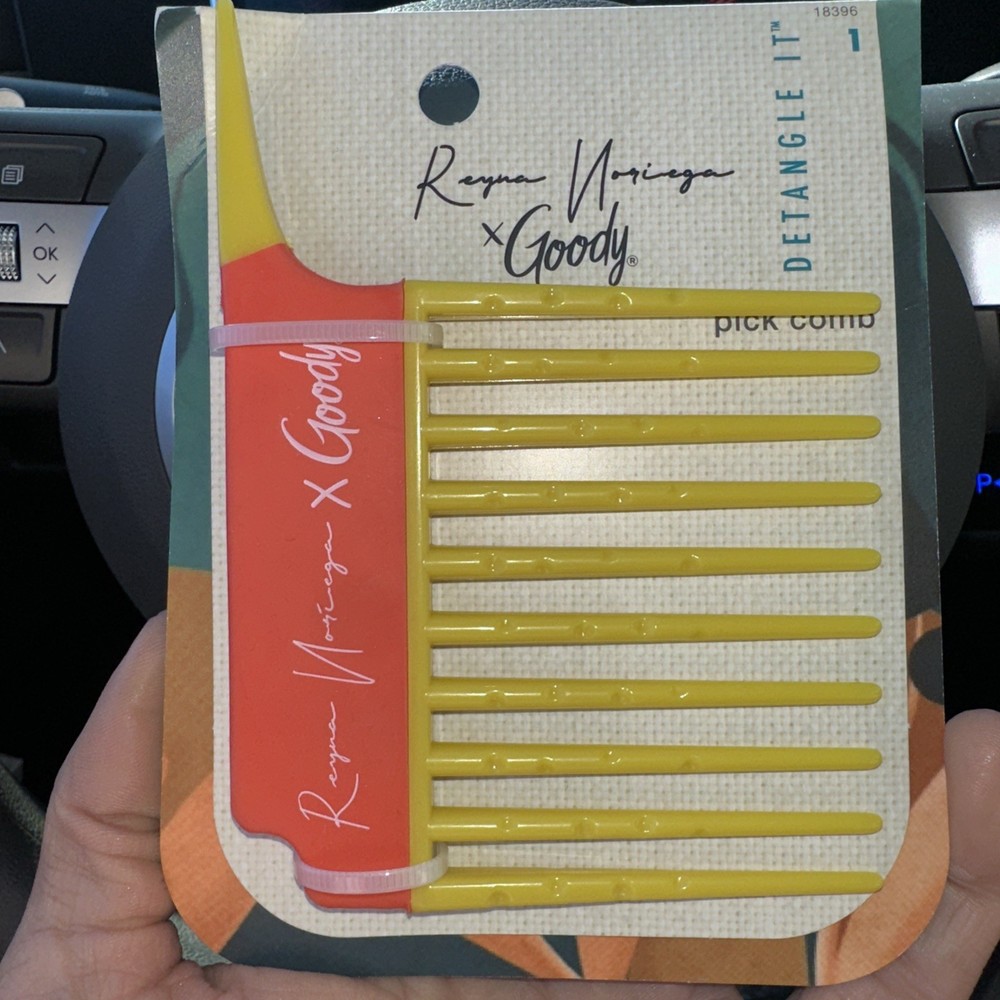 18396
1
DETANGLE IT™
Reyna Noriega
x Goody®
pick comb
Reyna Noriega x Goody
OK
P